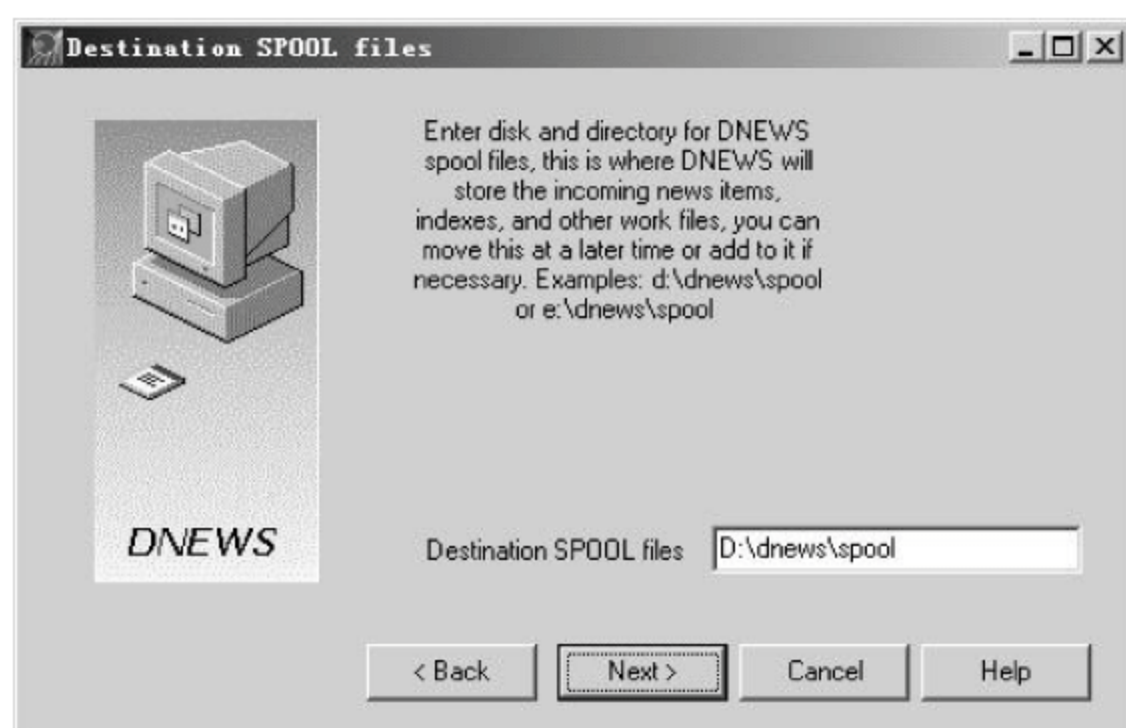 Destination SPOOL files
Enter disk and directory for DNEWS
spool files, this is where DNEWS will
store the incoming news items,
indexes, and other work files, you can
move this at a later time or add to it if
necessary. Examples: d:\dnews\spool
or e:\dnews\spool
DNEWS
Destination SPOOL files D:\dnews\spool
< Back Next > Cancel Help